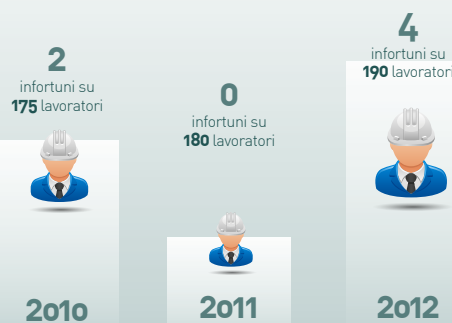 2
infortuni su
175 lavoratori
2010
0
infortuni su
180 lavoratori
2011
4
infortuni su
190 lavoratori
2012